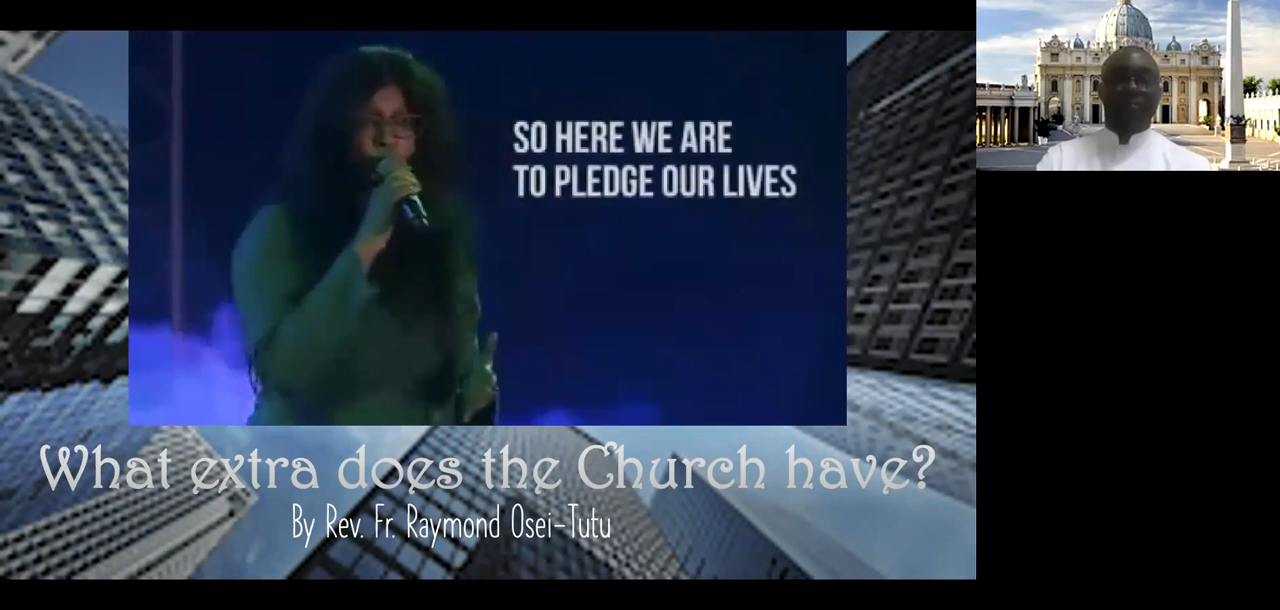 SO HERE WE ARE
TO PLEDGE OUR LIVES
What extra does the Church have?
By Rev. Fr. Raymond Osei-Tutu